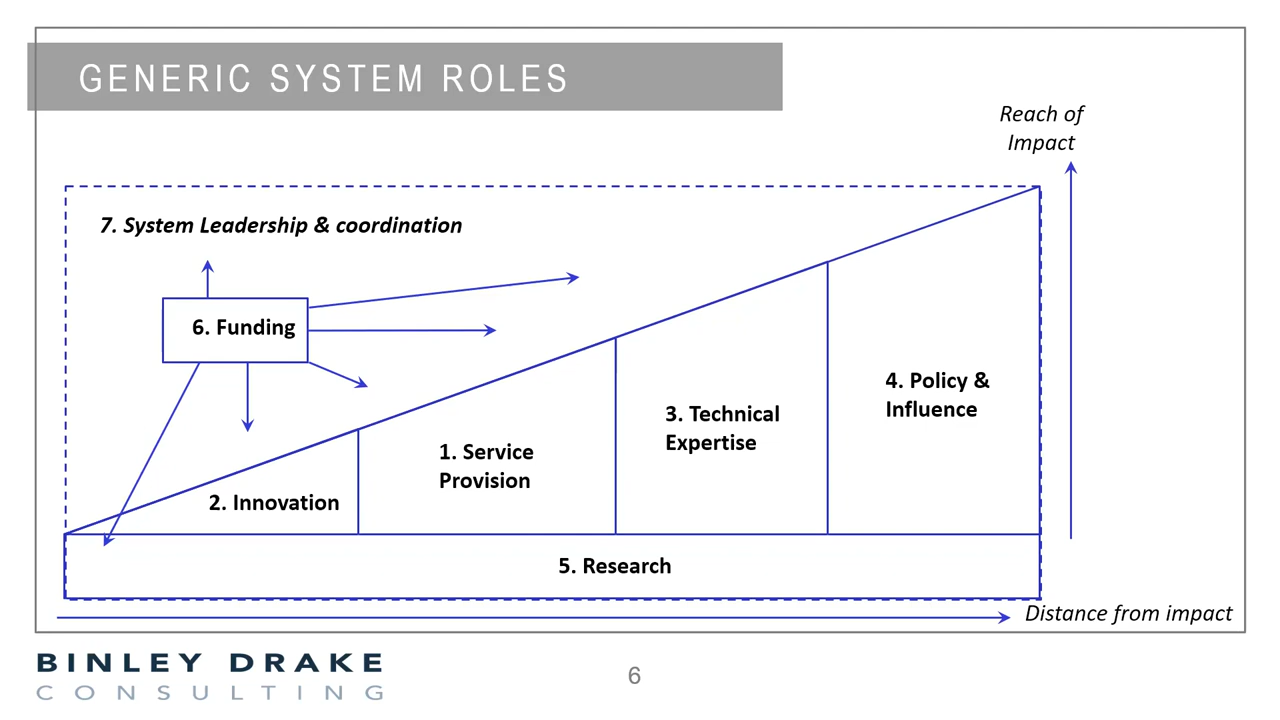 GENERIC SYSTEM ROLES
Reach of
Impact
7. System Leadership & coordination
6. Funding
4. Policy &
Influence
3. Technical
Expertise
1. Service
Provision
2. Innovation
5. Research
Distance from impact
BINLEY DRAKE
CONSULTING
6